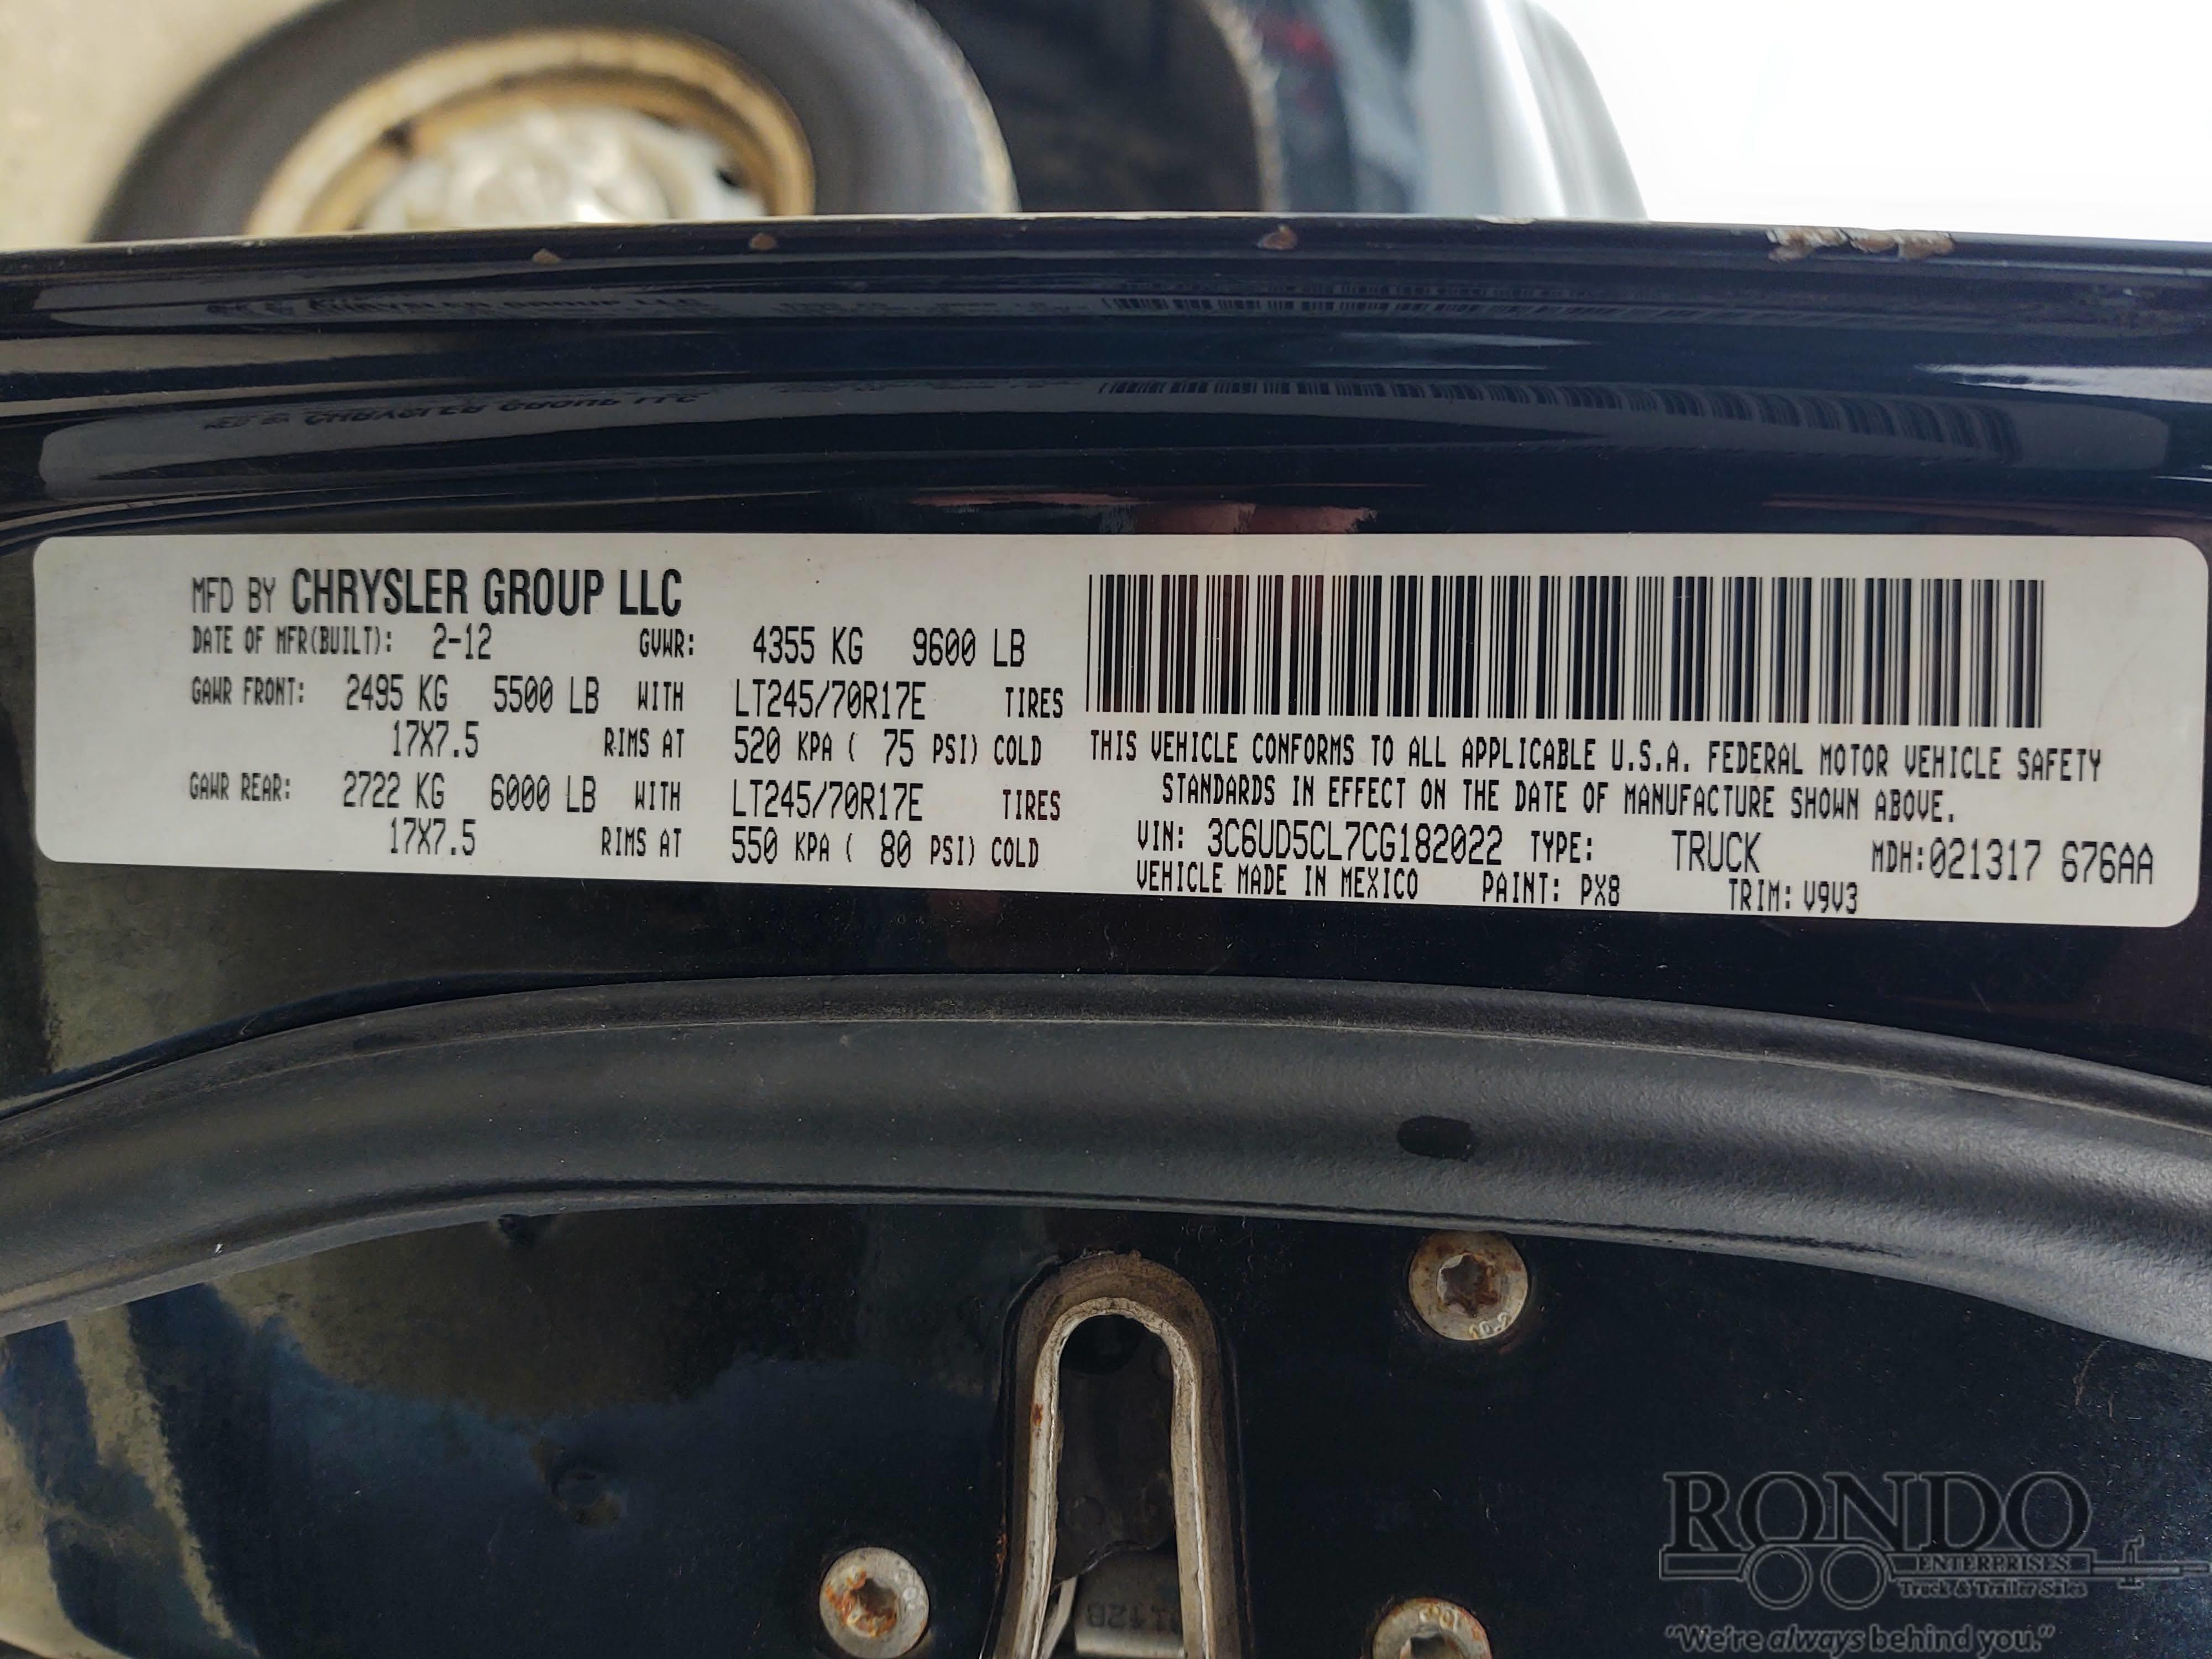 MFD BY CHRYSLER GROUP LLC
DATE OF MFR(BUILT): 2-12 GVWR: 4355 KG 9600 LB
GAWR FRONT: 2495 KG 5500 LB WITH LT245/70R17E TIRES
17X7.5 RIMS AT 520 KPA ( 75 PSI) COLD
GAWR REAR: 2722 KG 6000 LB WITH LT245/70R17E TIRES
17X7.5 RIMS AT 550 KPA ( 80 PSI) COLD
THIS VEHICLE CONFORMS TO ALL APPLICABLE U.S.A. FEDERAL MOTOR VEHICLE SAFETY
STANDARDS IN EFFECT ON THE DATE OF MANUFACTURE SHOWN ABOVE.
VIN: 3C6UD5CL7CG182022 TYPE: TRUCK MDH:021317 676AA
VEHICLE MADE IN MEXICO PAINT: PX8 TRIM: V9V3
RONDO
ENTERPRISES
Truck & Trailer Sales
"We're always behind you."